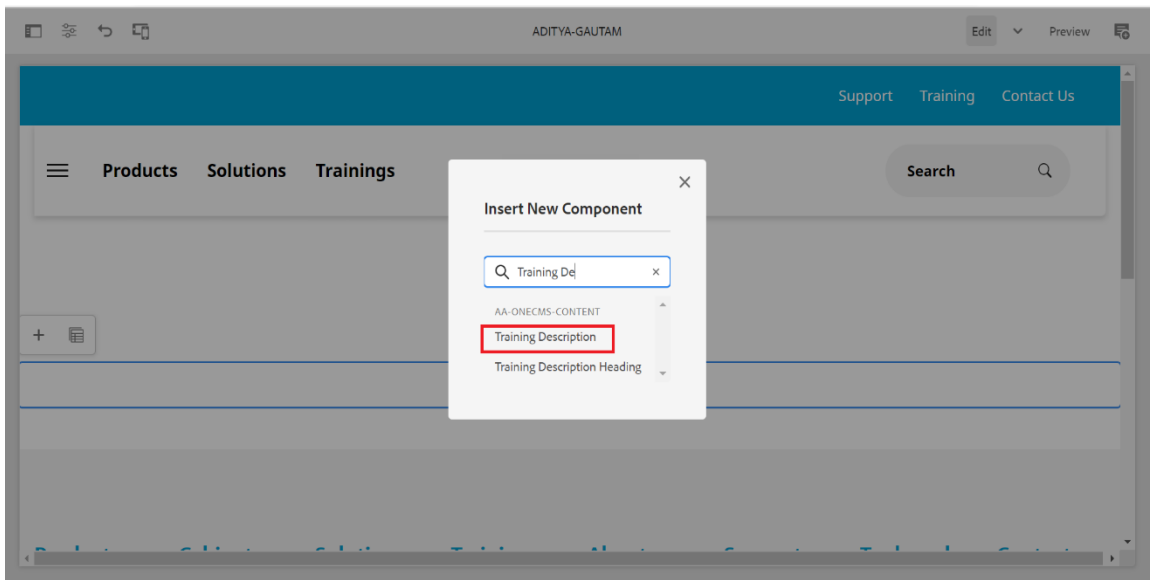 ADITYA-GAUTAM
Edit
Preview
Support Training Contact Us
Products Solutions Trainings
Search
Insert New Component
Training De
AA-ONECMS-CONTENT
Training Description
Training Description Heading